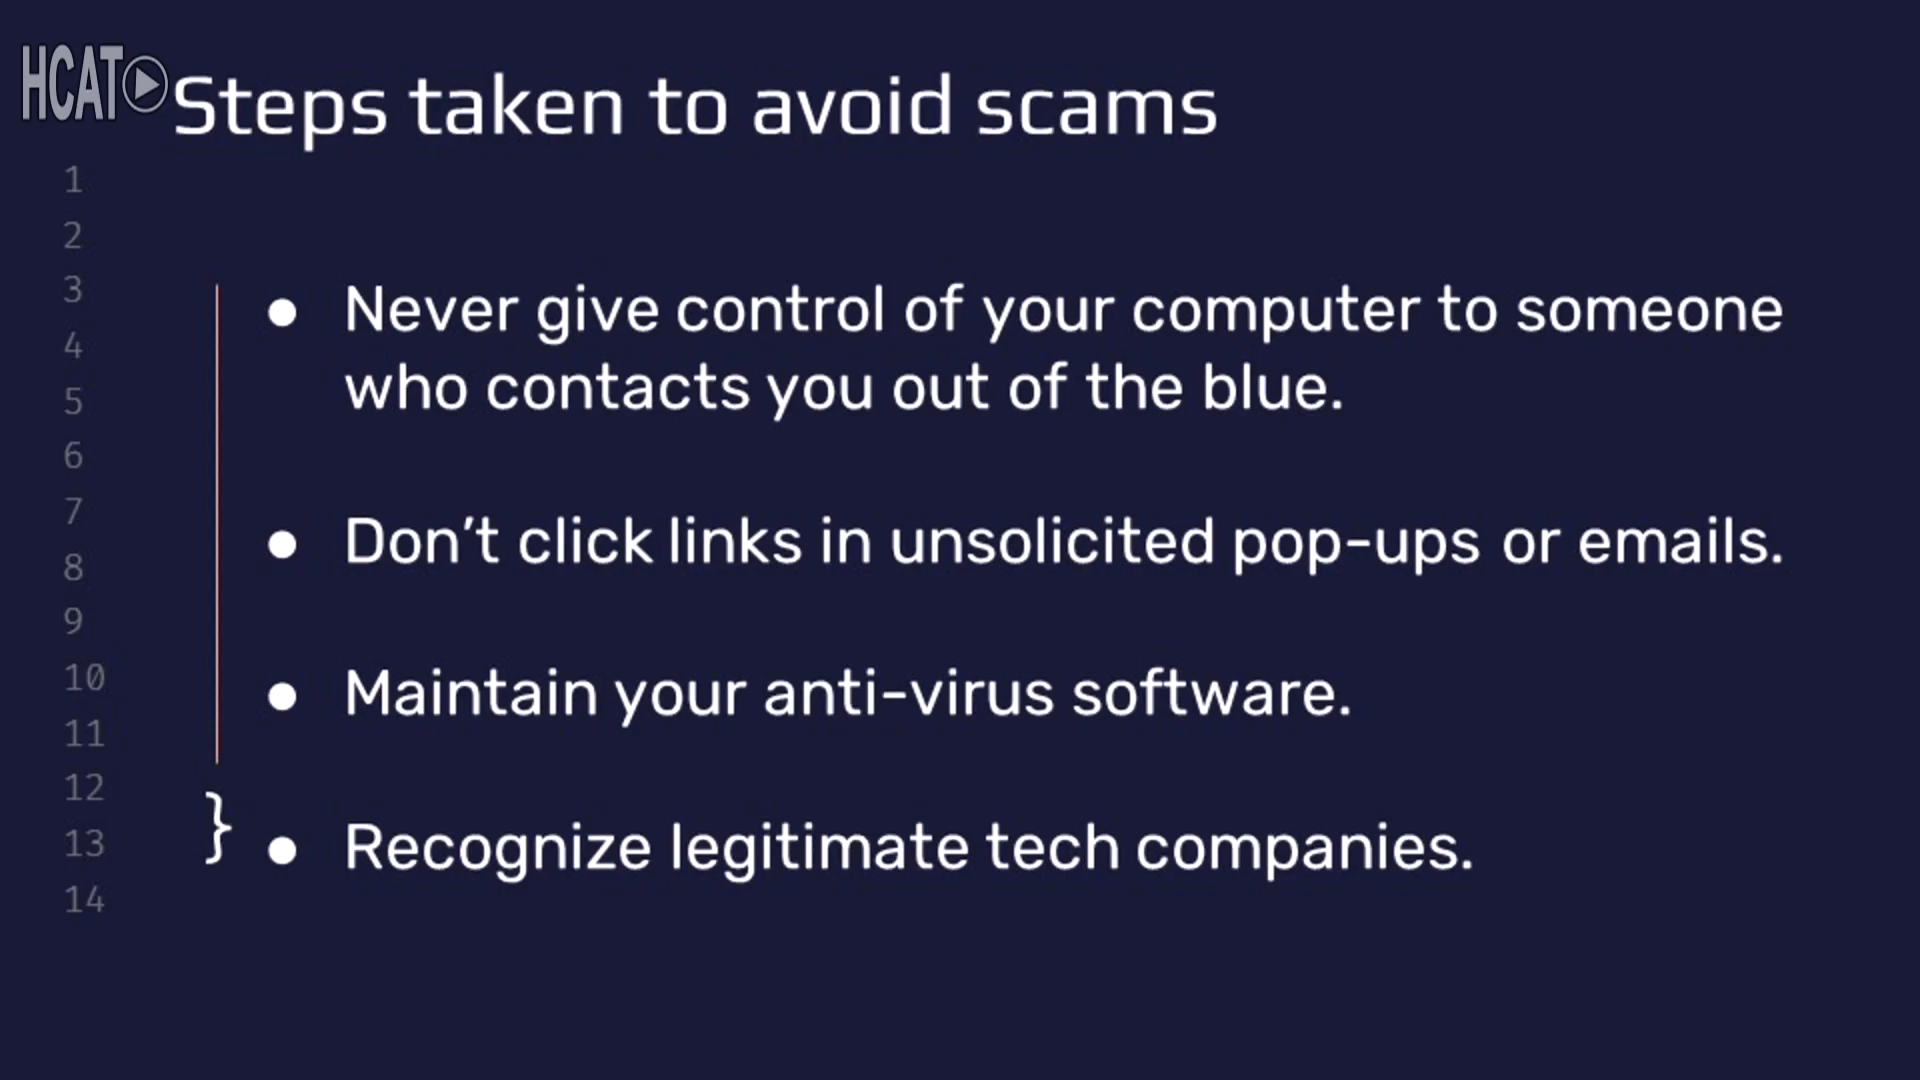 HCAT
Steps taken to avoid scams
1
2
3
● Never give control of your computer to someone
4
who contacts you out of the blue.
5
6
7
● Don’t click links in unsolicited pop-ups or emails.
8
9
10
● Maintain your anti-virus software.
11
12
13
} ● Recognize legitimate tech companies.
14